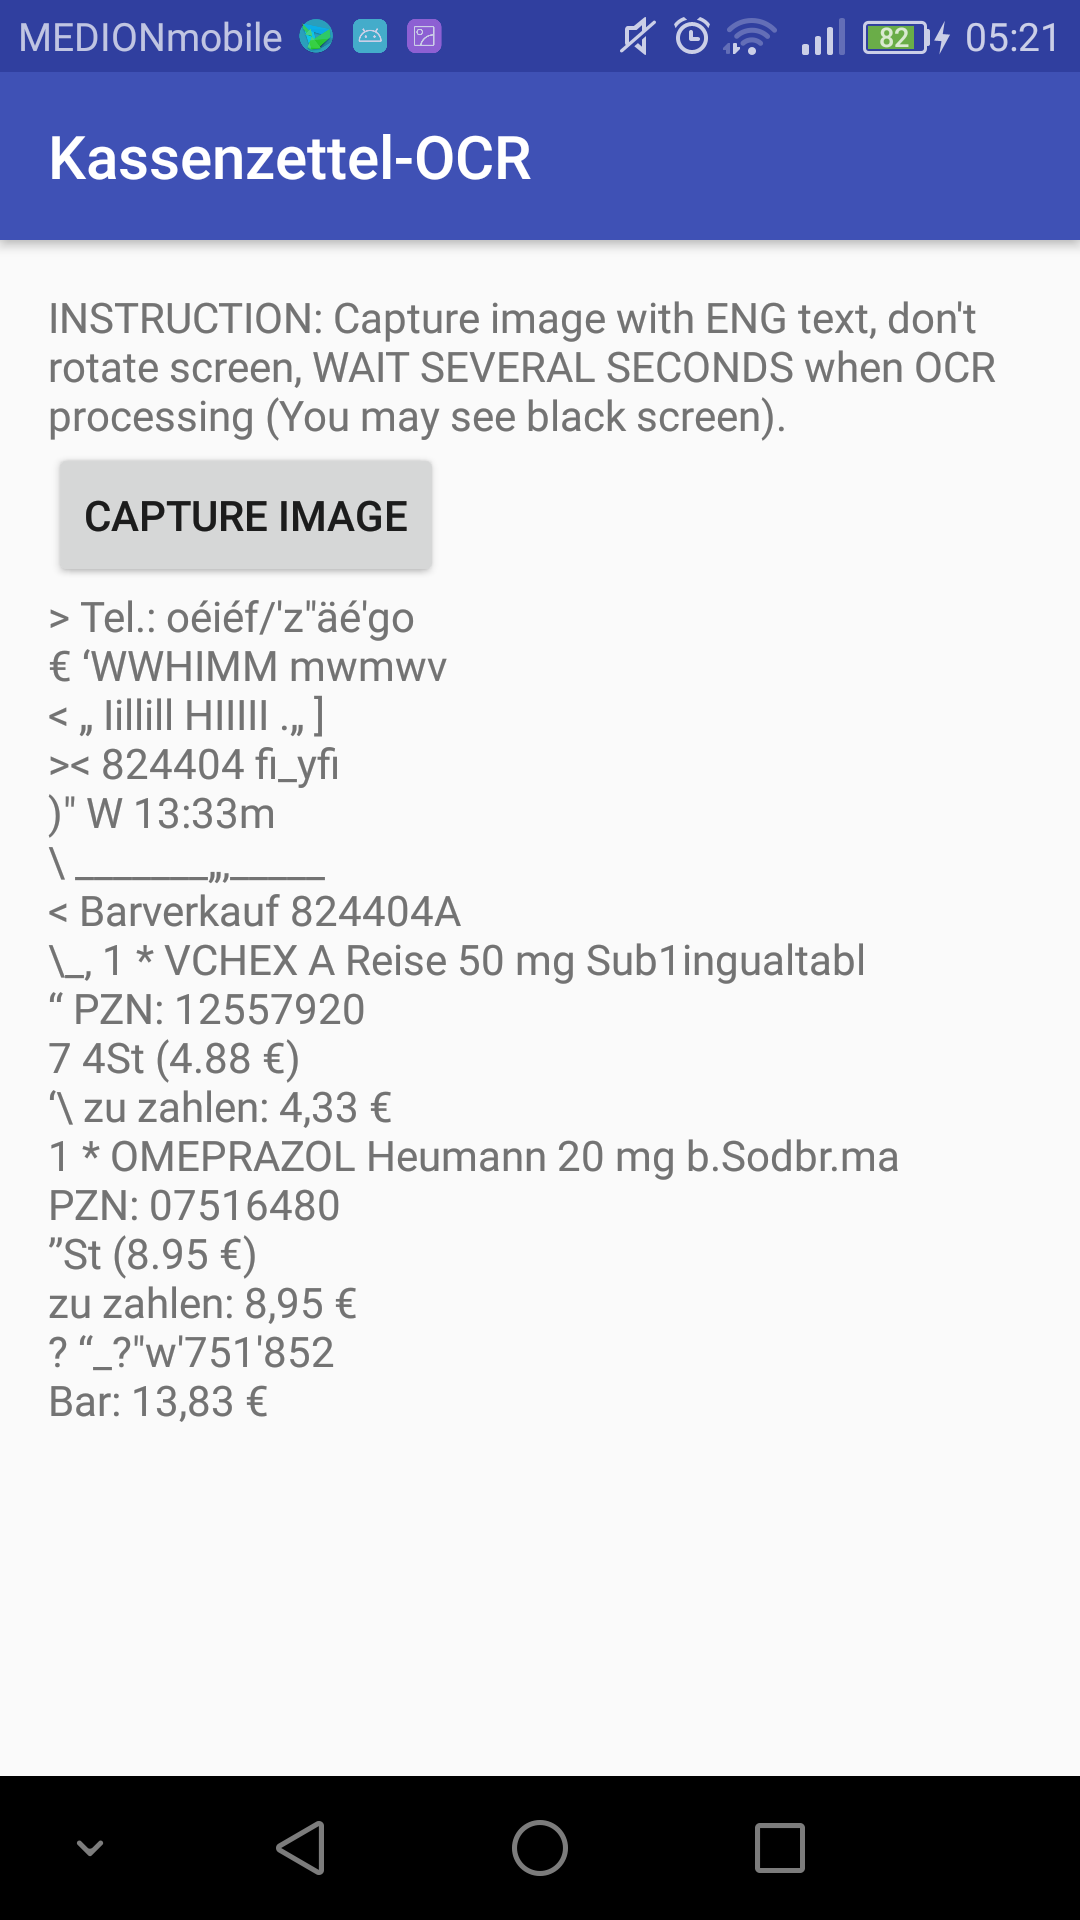 MEDIONmobile 82 05:21
Kassenzettel-OCR
INSTRUCTION: Capture image with ENG text, don't
rotate screen, WAIT SEVERAL SECONDS when OCR
processing (You may see black screen).
CAPTURE IMAGE
> Tel.: oéiéf/'z"äé'go
€ ‘WWHIMM mwmwv
< „ Iillill HIIIII .„ ]
>< 824404 fi_yfi
)" W 13:33m
\ _______„,_____
< Barverkauf 824404A
\_, 1 * VCHEX A Reise 50 mg Sub1ingualtabl
“ PZN: 12557920
7 4St (4.88 €)
‘\ zu zahlen: 4,33 €
1 * OMEPRAZOL Heumann 20 mg b.Sodbr.ma
PZN: 07516480
”St (8.95 €)
zu zahlen: 8,95 €
? “_?"w'751'852
Bar: 13,83 €